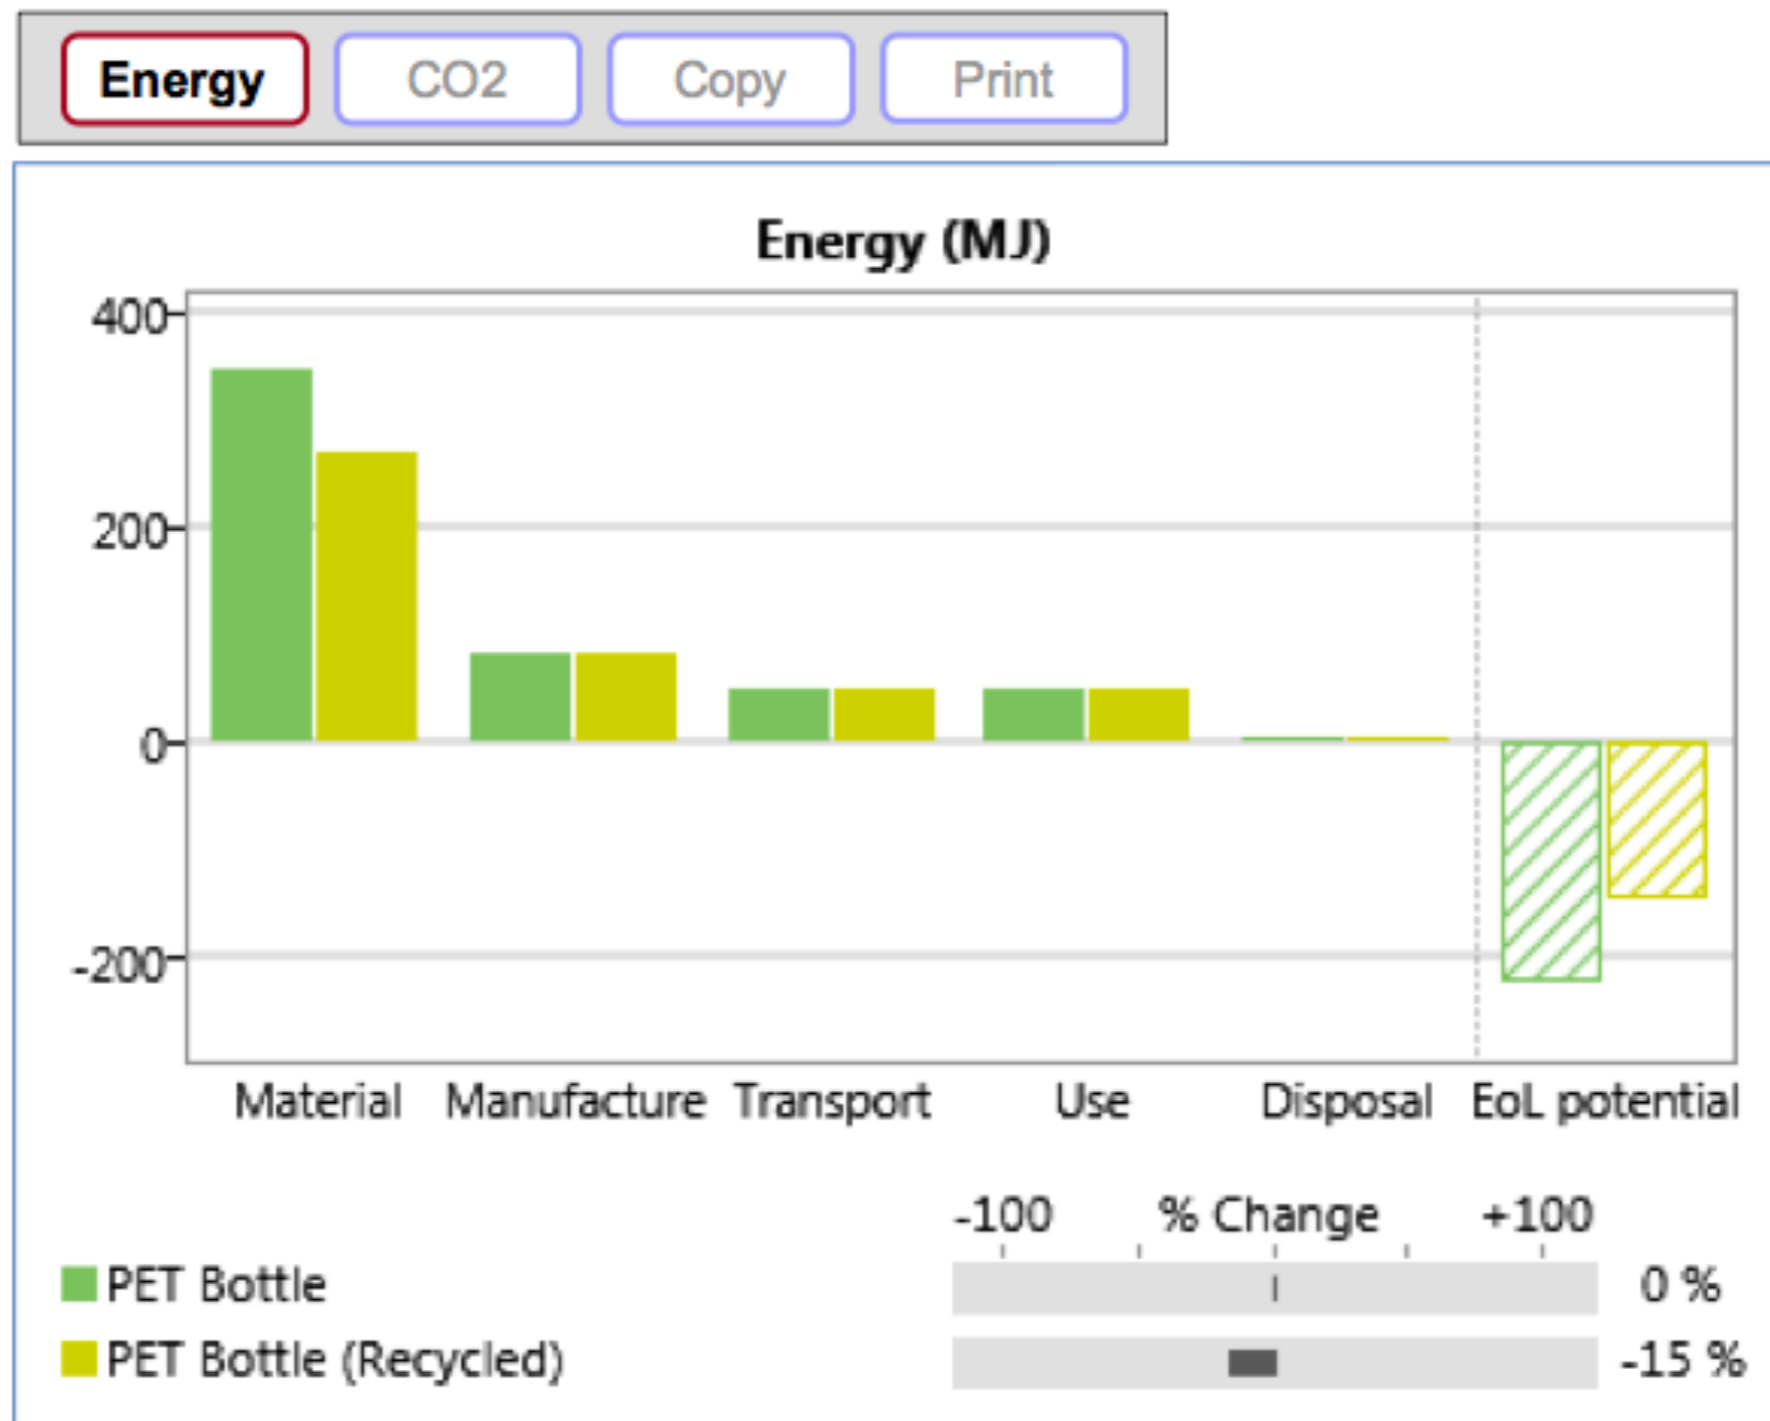 Energy CO2 Copy Print
Energy (MJ)
400
200
0
-200
Material Manufacture Transport Use Disposal EoL potential
-100 % Change +100
PET Bottle 0 %
PET Bottle (Recycled) -15 %